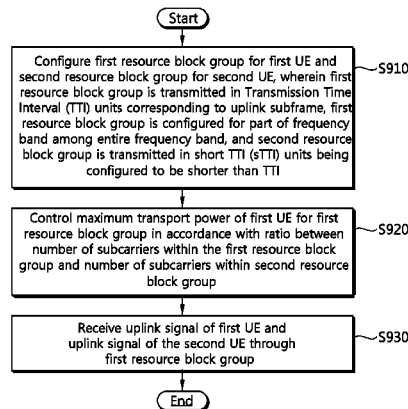 Start
Configure first resource block group for first UE and
second resource block group for second UE, wherein first
resource block group is transmitted in Transmission Time
Interval (TTI) units corresponding to uplink subframe, first
resource block group is configured for part of frequency
band among entire frequency band, and second resource
block group is transmitted in short TTI (sTTI) units being
configured to be shorter than TTI
S910
Control maximum transport power of first UE for first
resource block group in accordance with ratio between
number of subcarriers within the first resource block
group and number of subcarriers within second resource
block group
S920
Receive uplink signal of first UE and
uplink signal of the second UE through
first resource block group
S930
End